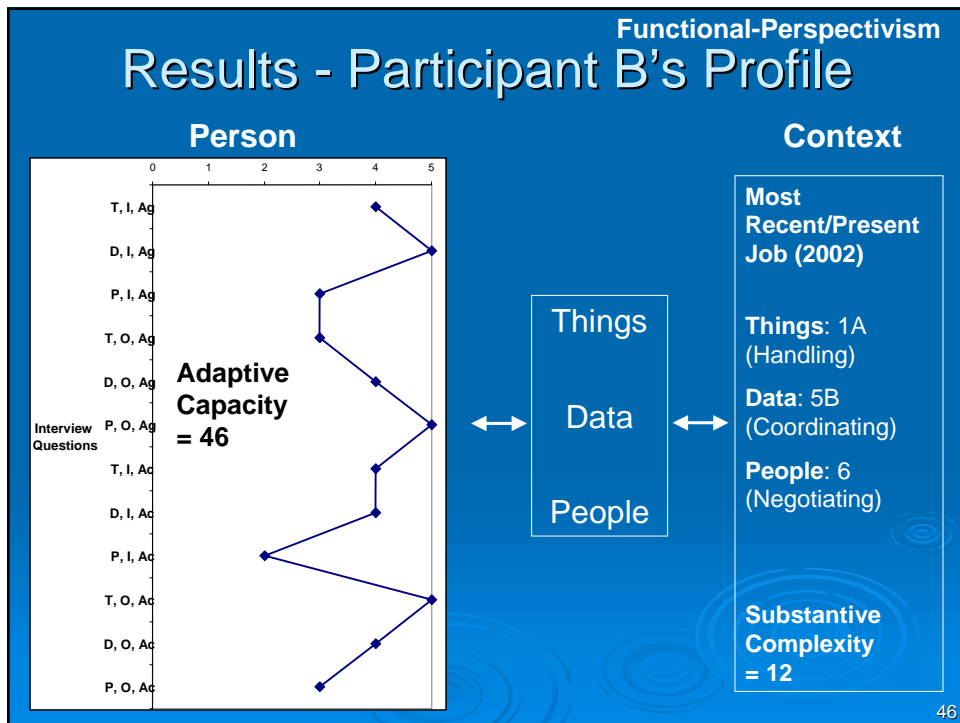 Functional-Perspectivism
Results - Participant B's Profile
Person
0 1 2 3 4 5
T, I, Ag
D, I, Ag
P, I, Ag
T, O, Ag
D, O, Ag
P, O, Ag
T, I, Ac
D, I, Ac
P, I, Ac
T, O, Ac
D, O, Ac
P, O, Ac
Interview
Questions
Adaptive
Capacity
= 46
Things
Data
People
Context
Most
Recent/Present
Job (2002)
Things: 1A
(Handling)
Data: 5B
(Coordinating)
People: 6
(Negotiating)
Substantive
Complexity
= 12
46